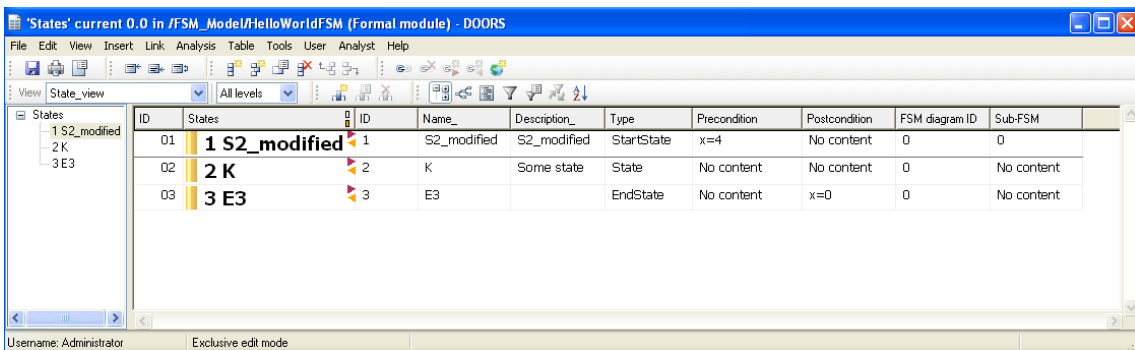 'States' current 0.0 in /FSM_Model/HelloWorldFSM (Formal module) - DOORS
File Edit View Insert Link Analysis Table Tools User Analyst Help
View State_view All levels
States
1 S2_modified
2 K
3 E3
ID States ID Name_ Description_ Type Precondition Postcondition FSM diagram ID Sub-FSM
01 1 S2_modified 1 S2_modified S2_modified StartState x=4 No content 0 0
02 2 K 2 K Some state State No content No content 0 No content
03 3 E3 3 E3 EndState No content x=0 0 No content
Username: Administrator Exclusive edit mode